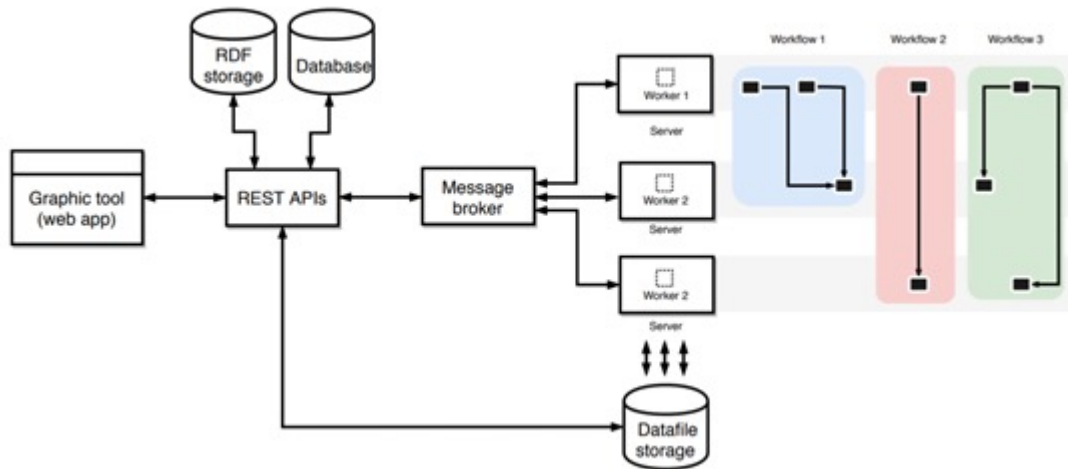 RDF
storage
Database
Graphic tool
(web app)
REST APIs
Message
broker
Worker 1
Server
Worker 2
Server
Worker 2
Server
Datafile
storage
Workflow 1
Workflow 2
Workflow 3